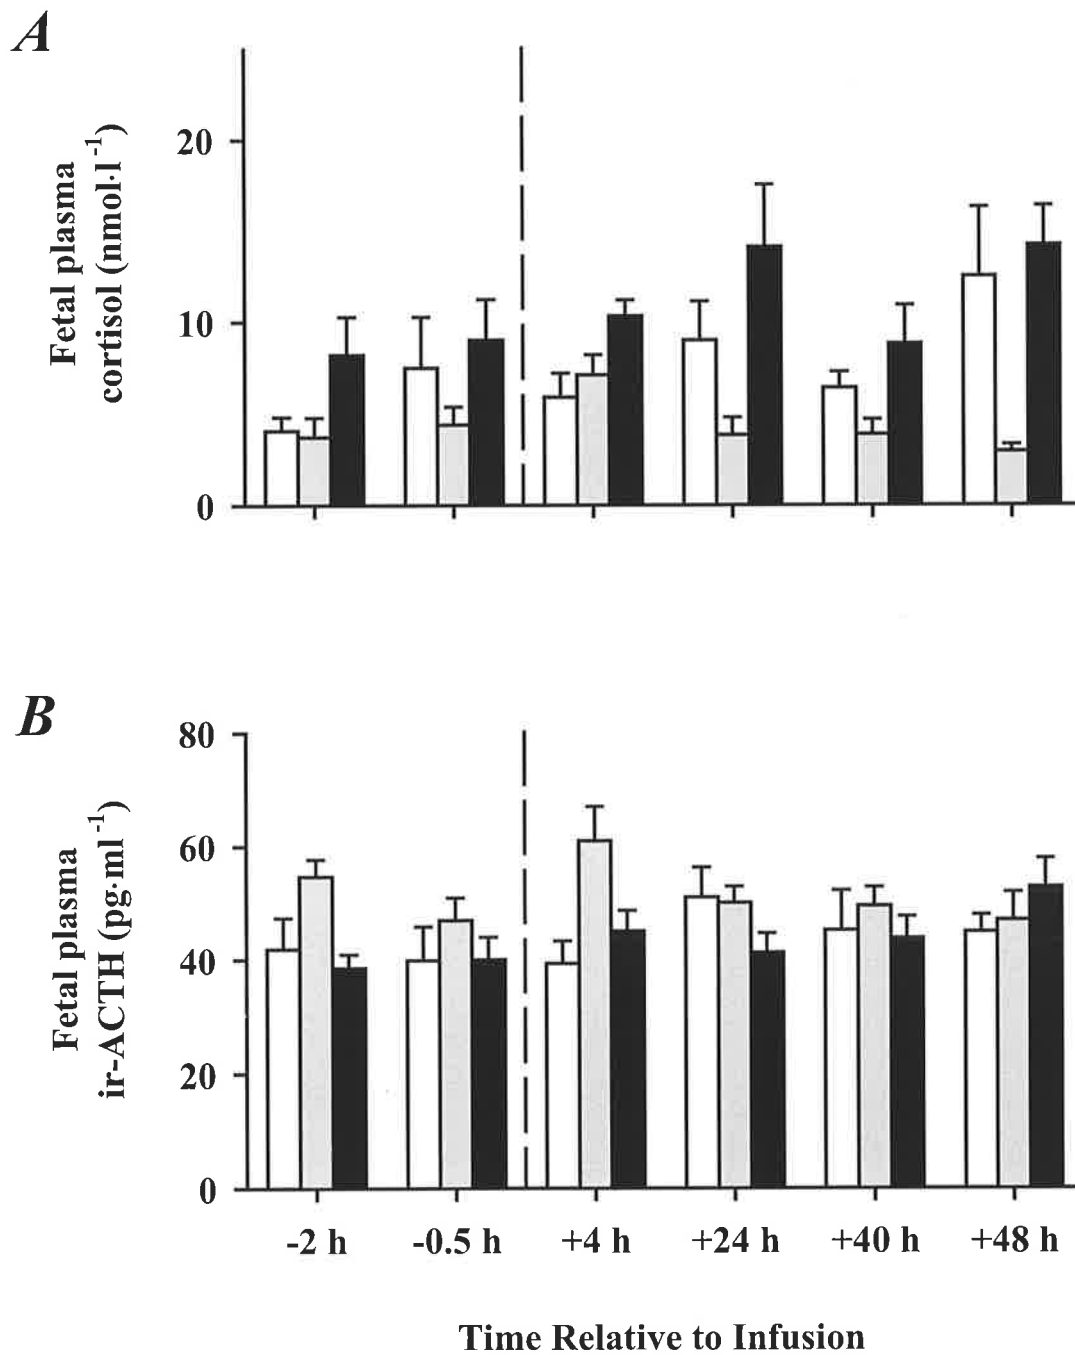 A
Fetal plasma
cortisol (nmol·l⁻¹)
20
10
0
B
Fetal plasma
ir-ACTH (pg·ml⁻¹)
80
60
40
20
0
-2 h -0.5 h +4 h +24 h +40 h +48 h
Time Relative to Infusion